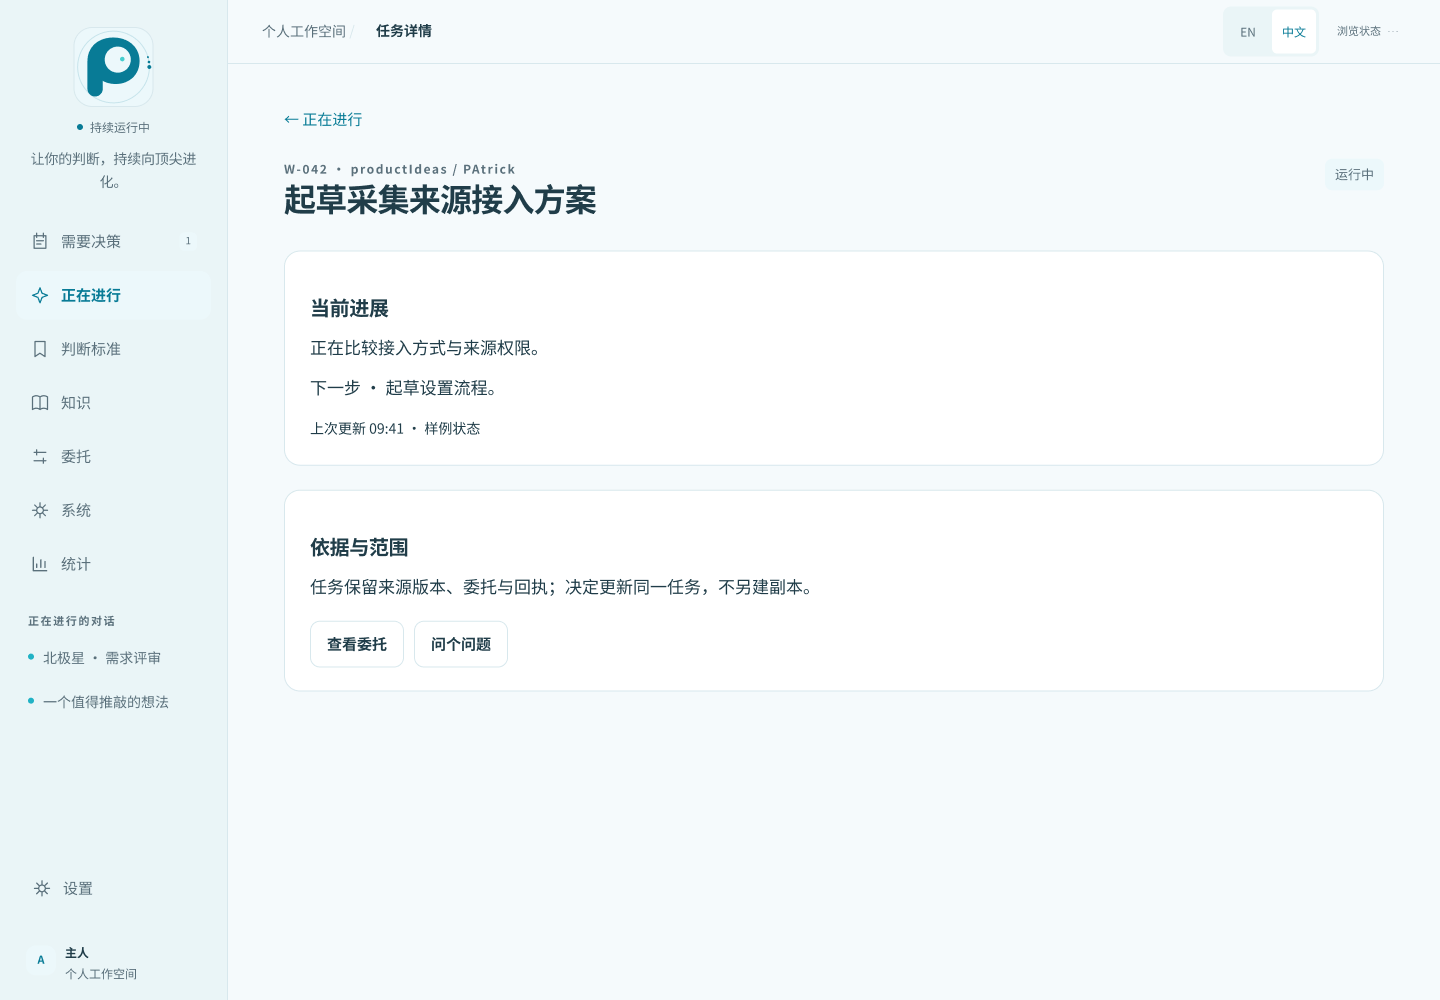 持续运行中
让你的判断，持续向顶尖进
化。
需要决策 1
正在进行
判断标准
知识
委托
系统
统计
正在进行的对话
北极星 · 需求评审
一个值得推敲的想法
设置
A
主人
个人工作空间
个人工作空间 / 任务详情
EN 中文 浏览状态 ···
← 正在进行
W-042 · productIdeas / PAtrick
起草采集来源接入方案
运行中
当前进展
正在比较接入方式与来源权限。
下一步 · 起草设置流程。
上次更新 09:41 · 样例状态
依据与范围
任务保留来源版本、委托与回执；决定更新同一任务，不另建副本。
查看委托 问个问题